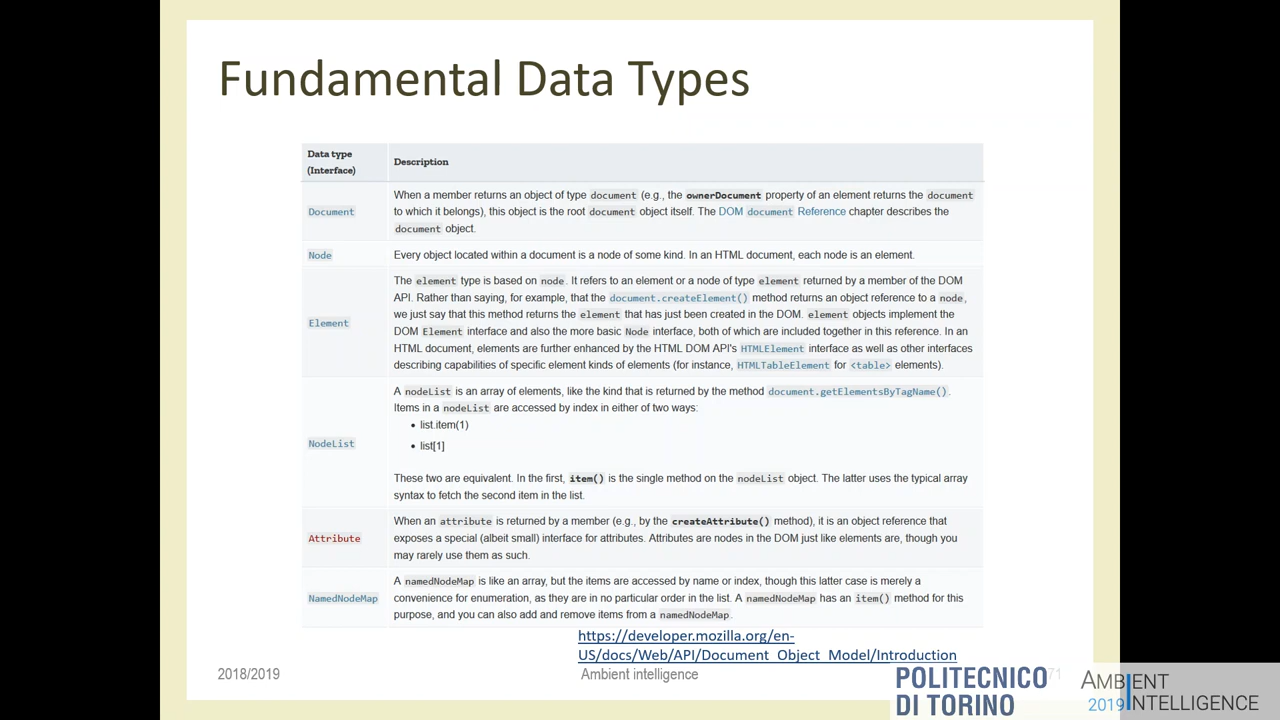 Fundamental Data Types
Data type
(Interface)
Description
Document
When a member returns an object of type document (e.g., the ownerDocument property of an element returns the document
to which it belongs), this object is the root document object itself. The DOM document Reference chapter describes the
document object.
Node
Every object located within a document is a node of some kind. In an HTML document, each node is an element.
Element
The element type is based on node. It refers to an element or a node of type element returned by a member of the DOM
API. Rather than saying, for example, that the document.createElement() method returns an object reference to a node,
we just say that this method returns the element that has just been created in the DOM. element objects implement the
DOM Element interface and also the more basic Node interface, both of which are included together in this reference. In an
HTML document, elements are further enhanced by the HTML DOM API's HTMLElement interface as well as other interfaces
describing capabilities of specific element kinds of elements (for instance, HTMLTableElement for <table> elements).
NodeList
A nodeList is an array of elements, like the kind that is returned by the method document.getElementsByTagName().
Items in a nodeList are accessed by index in either of two ways:
• list.item(1)
• list[1]
These two are equivalent. In the first, item() is the single method on the nodeList object. The latter uses the typical array
syntax to fetch the second item in the list.
Attribute
When an attribute is returned by a member (e.g., by the createAttribute() method), it is an object reference that
exposes a special (albeit small) interface for attributes. Attributes are nodes in the DOM just like elements are, though you
may rarely use them as such.
NamedNodeMap
A namedNodeMap is like an array, but the items are accessed by name or index, though this latter case is merely a
convenience for enumeration, as they are in no particular order in the list. A namedNodeMap has an item() method for this
purpose, and you can also add and remove items from a namedNodeMap.
https://developer.mozilla.org/en-
US/docs/Web/API/Document_Object_Model/Introduction
2018/2019
Ambient intelligence
71
POLITECNICO
DI TORINO
AMBIENT
2019 INTELLIGENCE